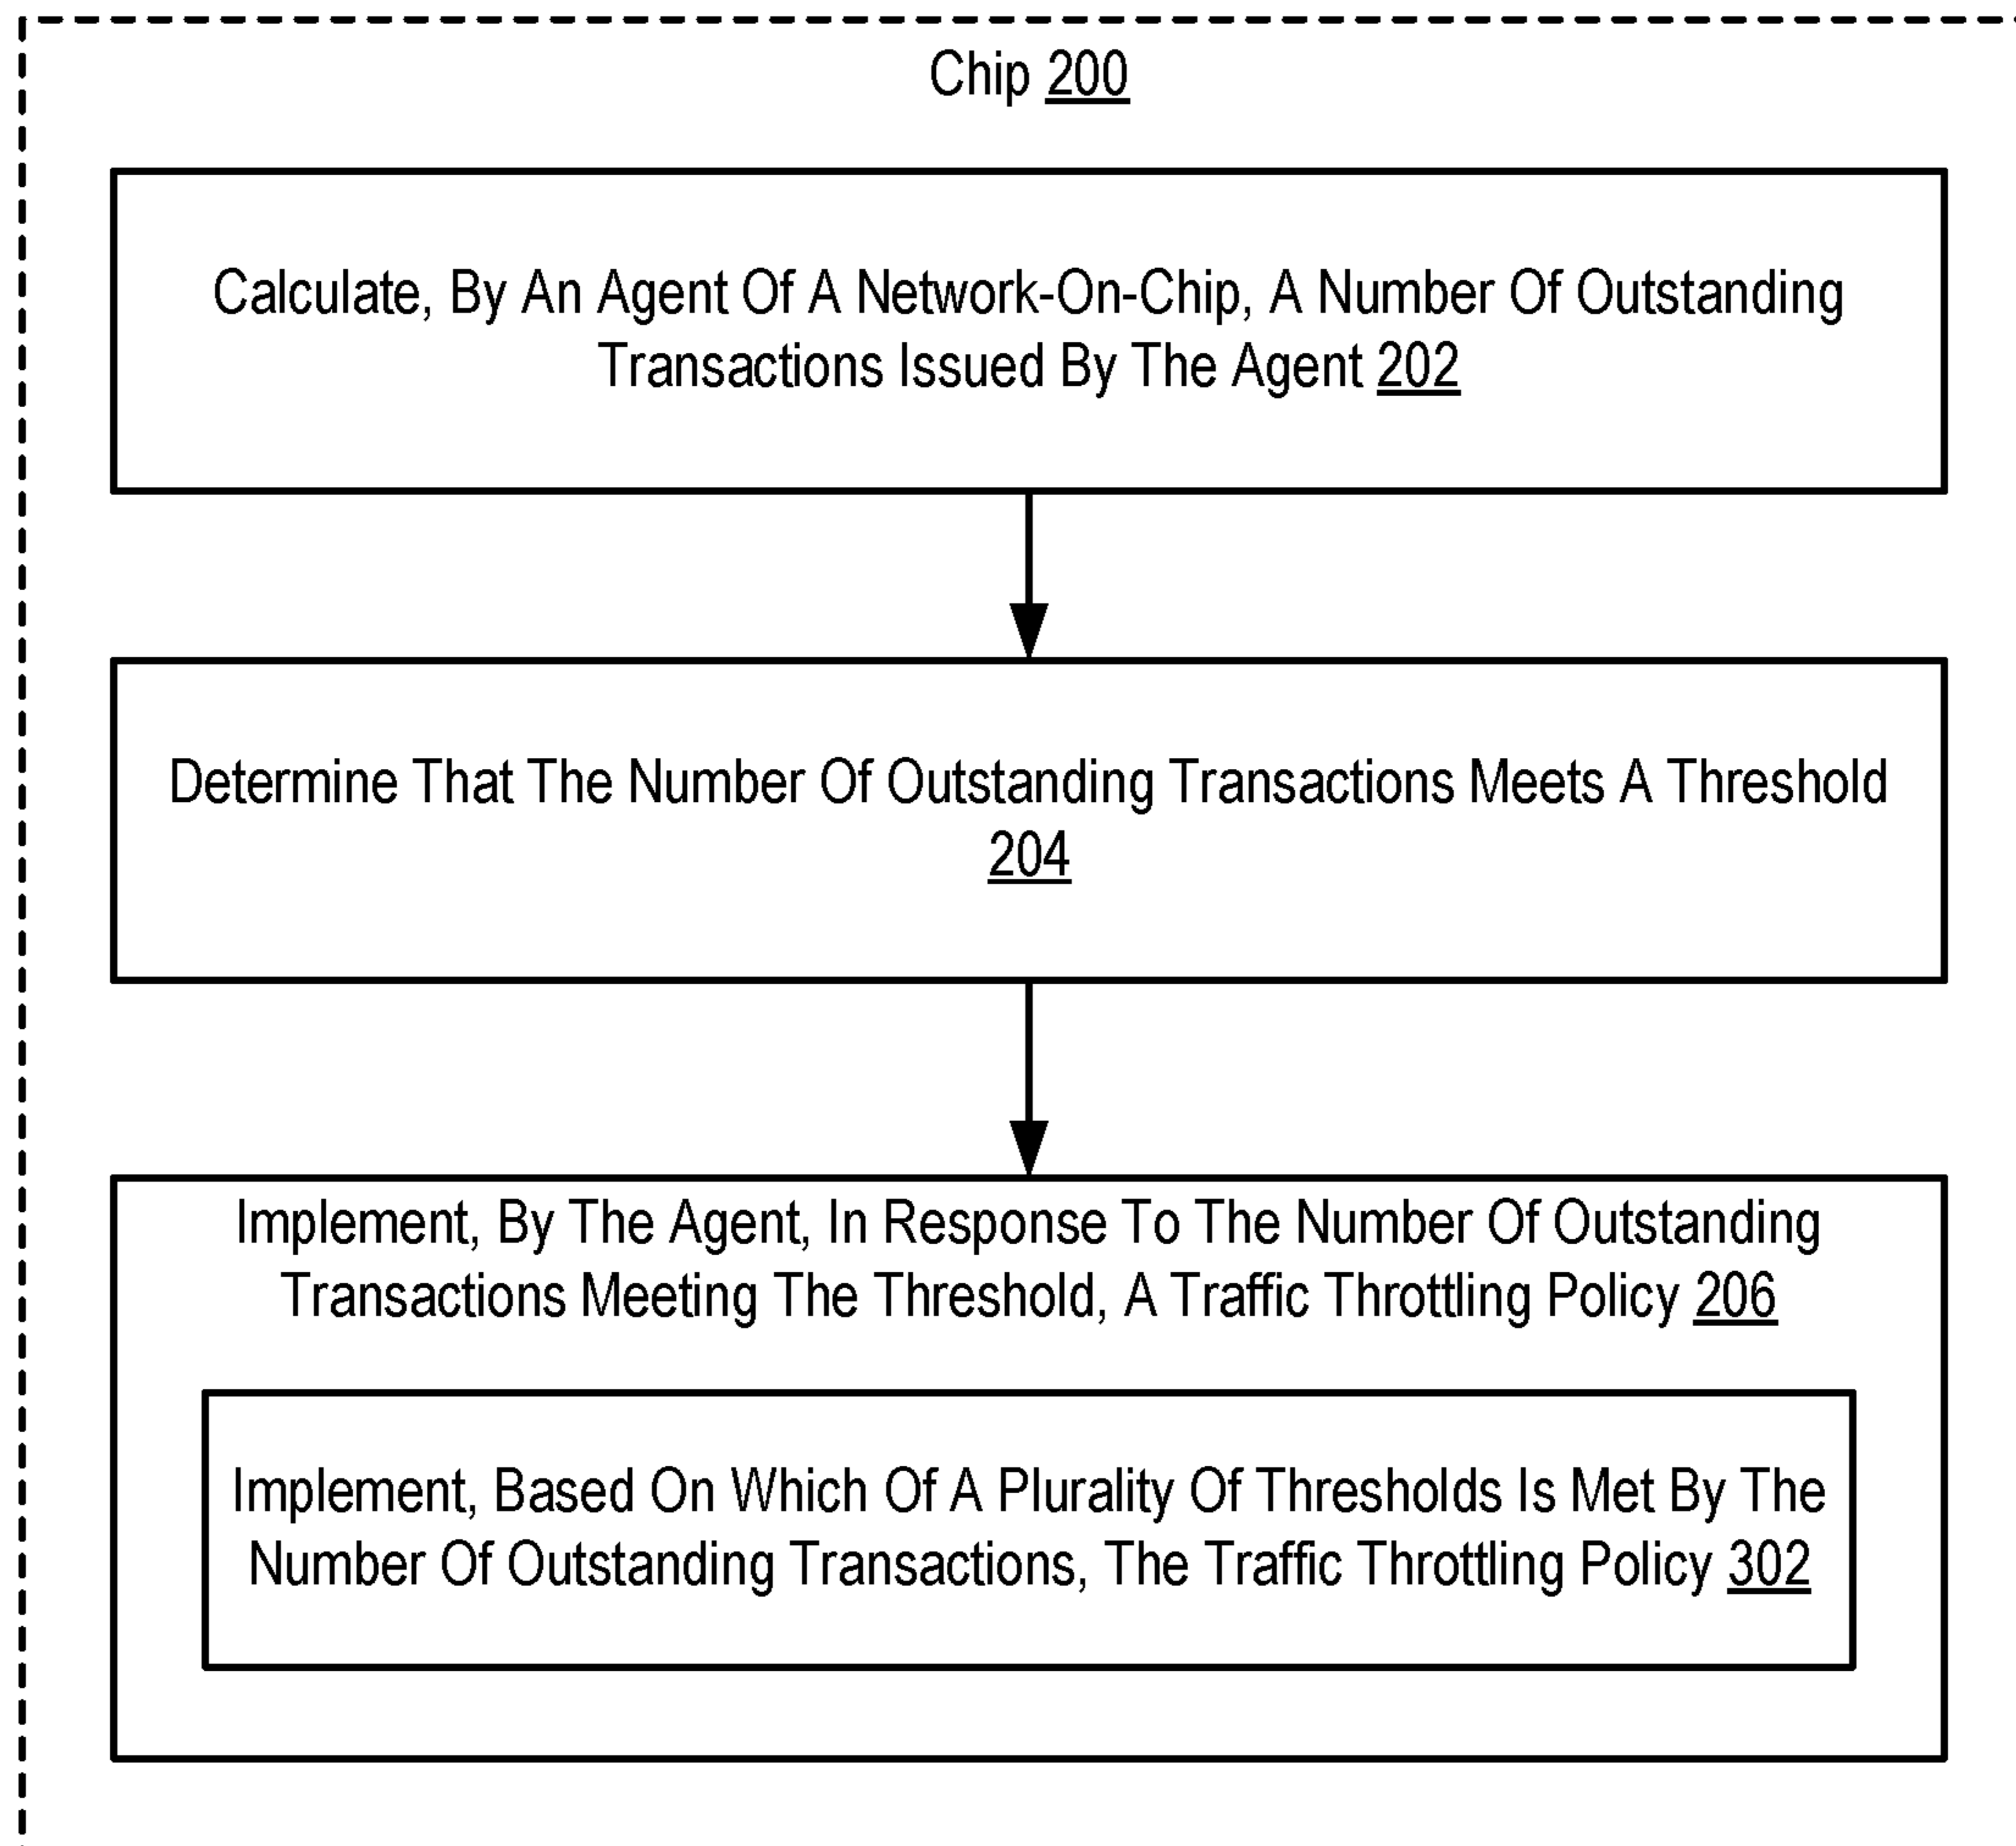 Chip 200
Calculate, By An Agent Of A Network-On-Chip, A Number Of Outstanding
Transactions Issued By The Agent 202
Determine That The Number Of Outstanding Transactions Meets A Threshold
204
Implement, By The Agent, In Response To The Number Of Outstanding
Transactions Meeting The Threshold, A Traffic Throttling Policy 206
Implement, Based On Which Of A Plurality Of Thresholds Is Met By The
Number Of Outstanding Transactions, The Traffic Throttling Policy 302